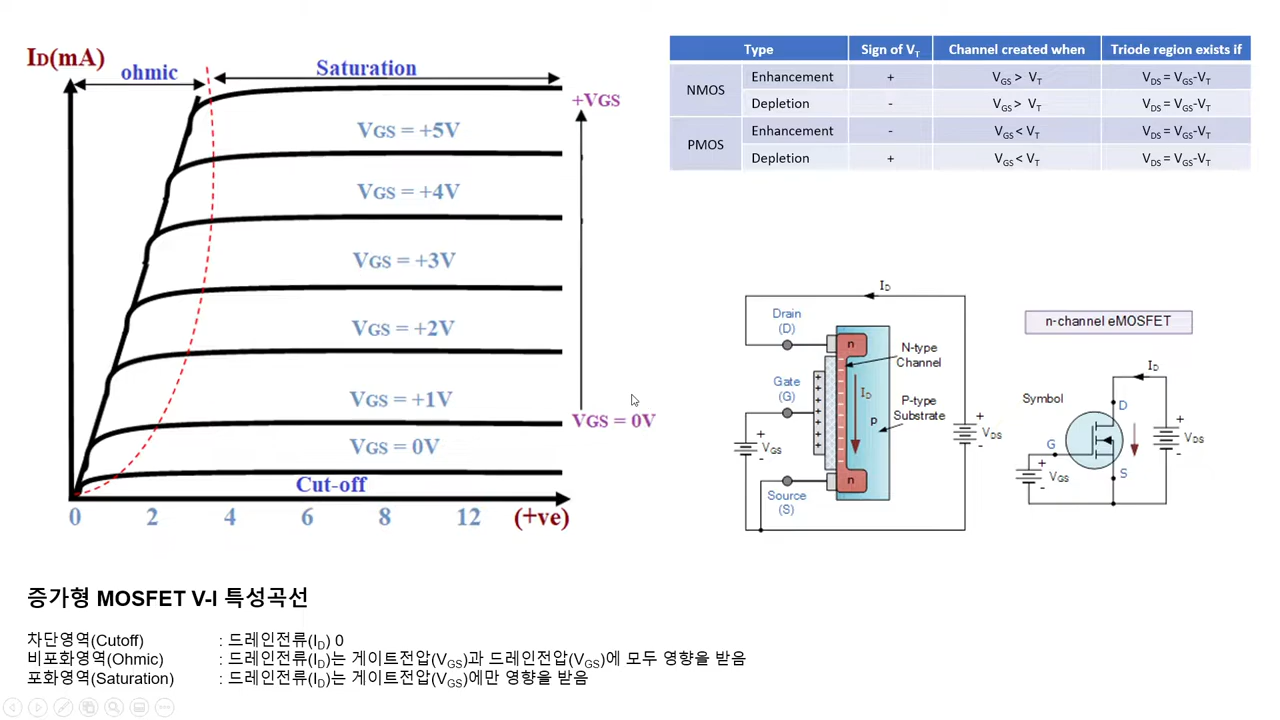 ID(mA)
ohmic
Saturation
+VGS
VGS = +5V
VGS = +4V
VGS = +3V
VGS = +2V
VGS = +1V
VGS = 0V
VGS = 0V
Cut-off
0 2 4 6 8 12 (+ve)
Type Sign of VT Channel created when Triode region exists if
NMOS Enhancement + VGS > VT VDS = VGS-VT
Depletion - VGS > VT VDS = VGS-VT
PMOS Enhancement - VGS < VT VDS = VGS-VT
Depletion + VGS < VT VDS = VGS-VT
ID
Drain
(D)
n
N-type
Channel
Gate
(G)
ID
P-type
Substrate
p
+
VGS
-
+
VDS
-
n
Source
(S)
n-channel eMOSFET
Symbol
ID
D
G
S
+
VGS
-
+
VDS
-
증가형 MOSFET V-I 특성곡선
차단영역(Cutoff) : 드레인전류(ID) 0
비포화영역(Ohmic) : 드레인전류(ID)는 게이트전압(VGS)과 드레인전압(VGS)에 모두 영향을 받음
포화영역(Saturation) : 드레인전류(ID)는 게이트전압(VGS)에만 영향을 받음